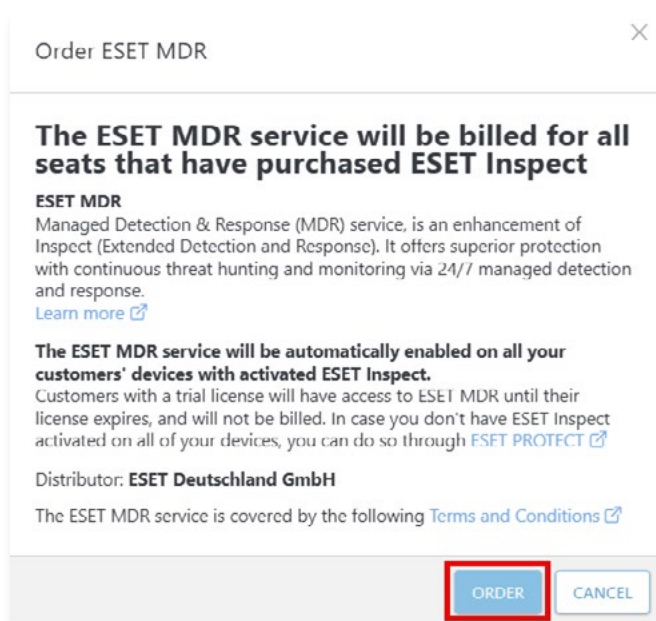 Order ESET MDR
The ESET MDR service will be billed for all
seats that have purchased ESET Inspect
ESET MDR
Managed Detection & Response (MDR) service, is an enhancement of
Inspect (Extended Detection and Response). It offers superior protection
with continuous threat hunting and monitoring via 24/7 managed detection
and response.
Learn more
The ESET MDR service will be automatically enabled on all your
customers' devices with activated ESET Inspect.
Customers with a trial license will have access to ESET MDR until their
license expires, and will not be billed. In case you don't have ESET Inspect
activated on all of your devices, you can do so through ESET PROTECT
Distributor: ESET Deutschland GmbH
The ESET MDR service is covered by the following Terms and Conditions
ORDER CANCEL